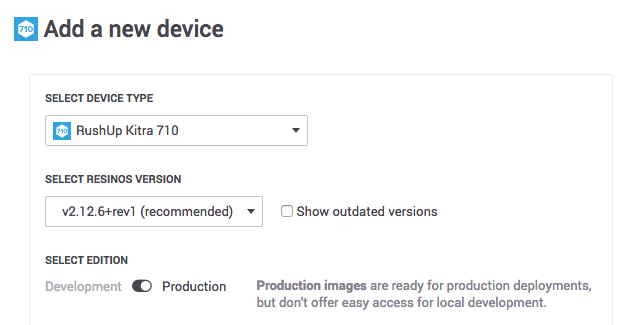 710 Add a new device
SELECT DEVICE TYPE
710 RushUp Kitra 710
SELECT RESINOS VERSION
v2.12.6+rev1 (recommended) Show outdated versions
SELECT EDITION
Development Production Production images are ready for production deployments,
but don't offer easy access for local development.